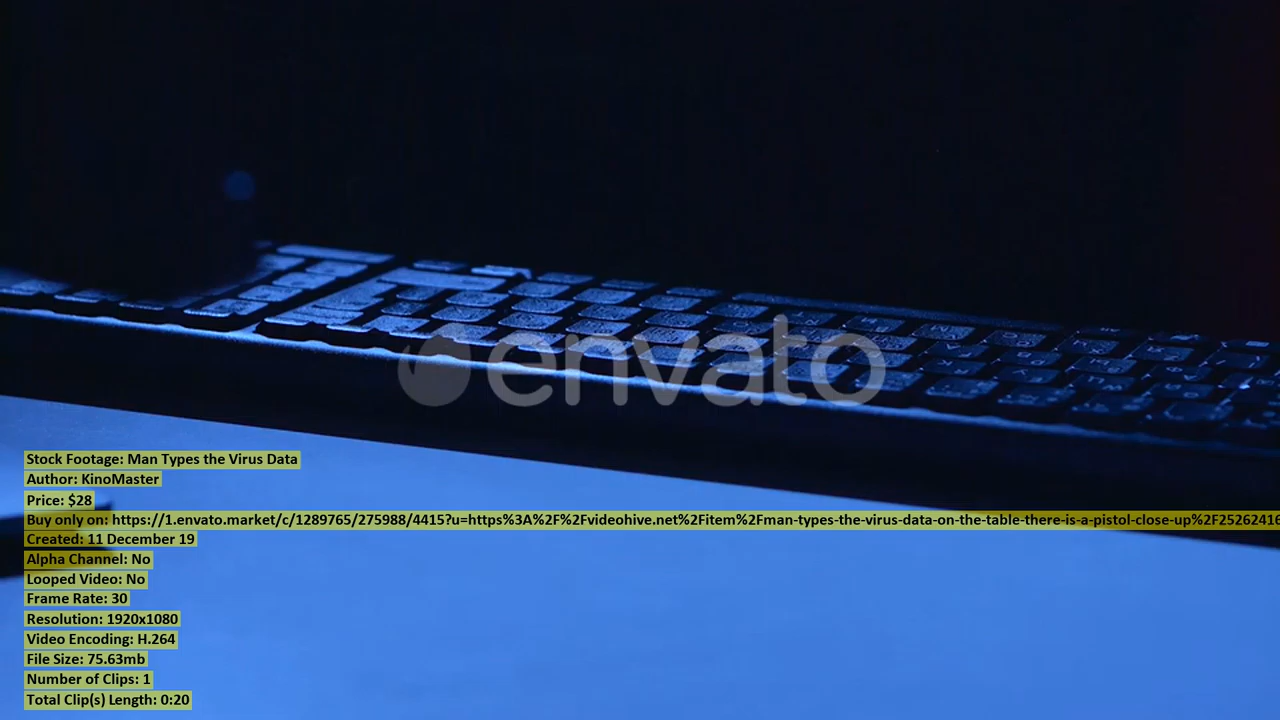 envato
Stock Footage: Man Types the Virus Data
Author: KinoMaster
Price: $28
Buy only on: https://1.envato.market/c/1289765/275988/4415?u=https%3A%2F%2Fvideohive.net%2Fitem%2Fman-types-the-virus-data-on-the-table-there-is-a-pistol-close-up%2F25262416
Created: 11 December 19
Alpha Channel: No
Looped Video: No
Frame Rate: 30
Resolution: 1920x1080
Video Encoding: H.264
File Size: 75.63mb
Number of Clips: 1
Total Clip(s) Length: 0:20